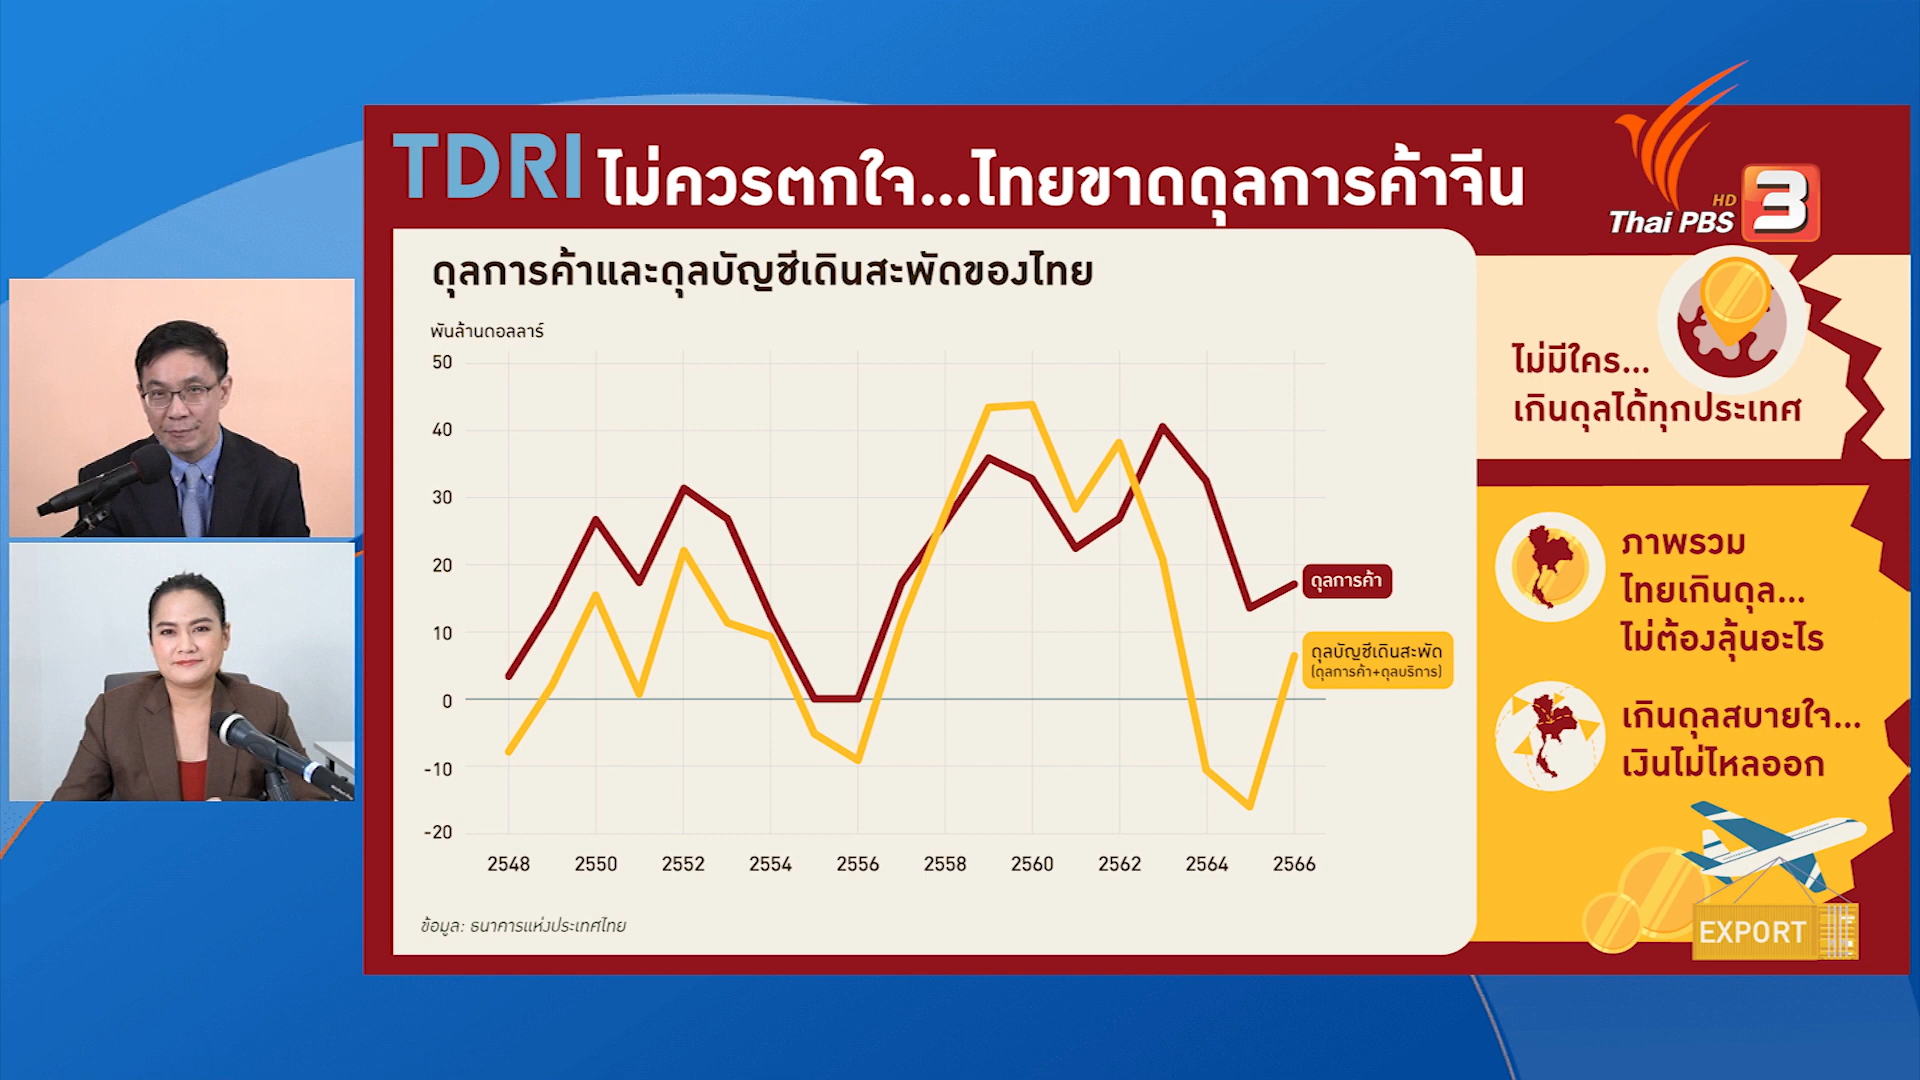 TDRI ไม่ควรตกใจ...ไทยขาดดุลการค้าจีน
HD
Thai PBS 3
ดุลการค้าและดุลบัญชีเดินสะพัดของไทย
พันล้านดอลลาร์
50
40
30
20
10
0
-10
-20
2548 2550 2552 2554 2556 2558 2560 2562 2564 2566
ดุลการค้า
ดุลบัญชีเดินสะพัด
(ดุลการค้า+ดุลบริการ)
ข้อมูล: ธนาคารแห่งประเทศไทย
ไม่มีใคร...
เกินดุลได้ทุกประเทศ
ภาพรวม
ไทยเกินดุล...
ไม่ต้องลุ้นอะไร
เกินดุลสบายใจ...
เงินไม่ไหลออก
EXPORT